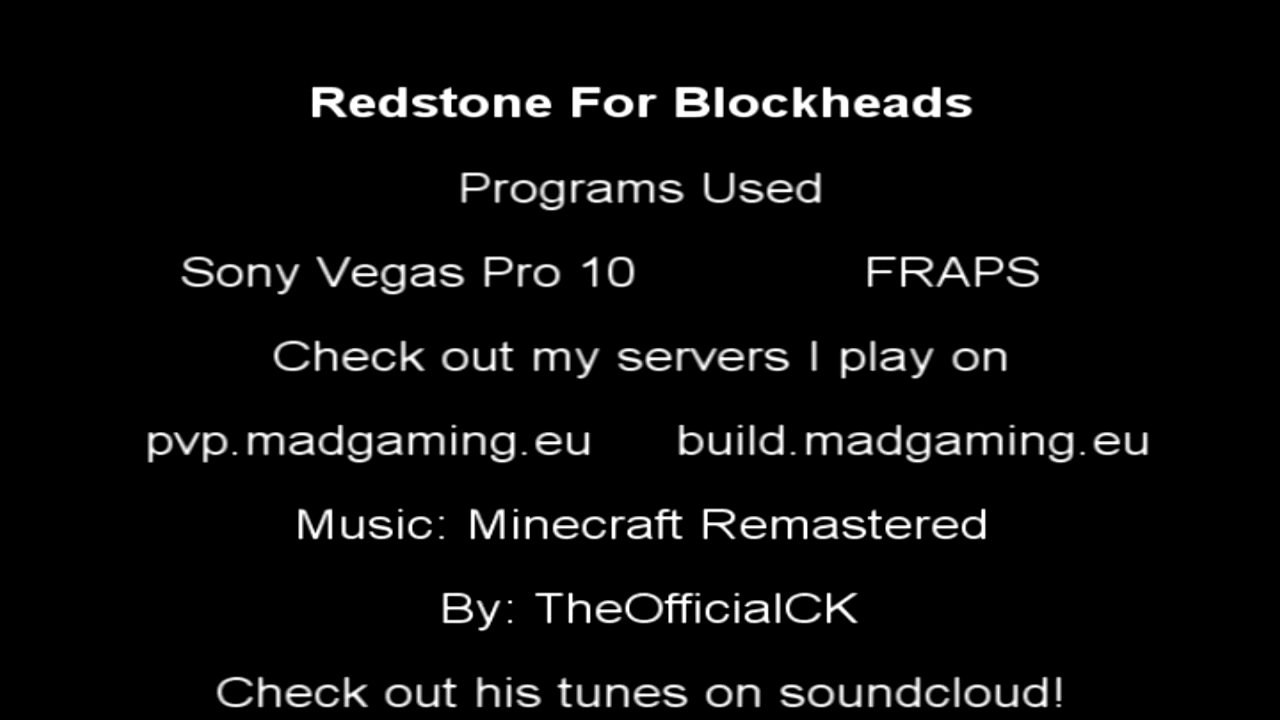 Redstone For Blockheads
Programs Used
Sony Vegas Pro 10 FRAPS
Check out my servers I play on
pvp.madgaming.eu build.madgaming.eu
Music: Minecraft Remastered
By: TheOfficialCK
Check out his tunes on soundcloud!